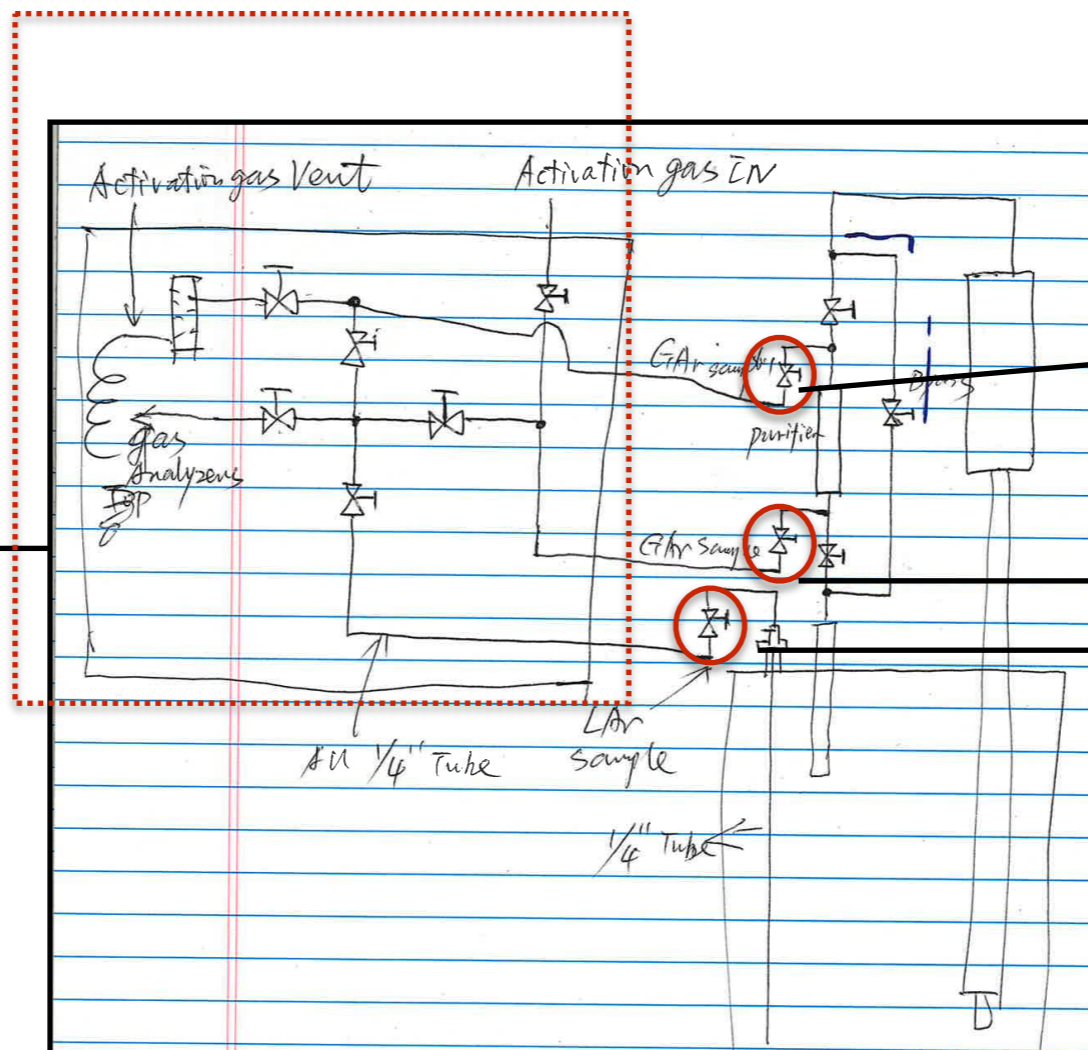 Activation gas Vent
Activation gas IN
GAr sample
Bypass
gas
Analyzers
purifier
GAr sample
LAr
sample
All 1/4" Tube
1/4" Tube